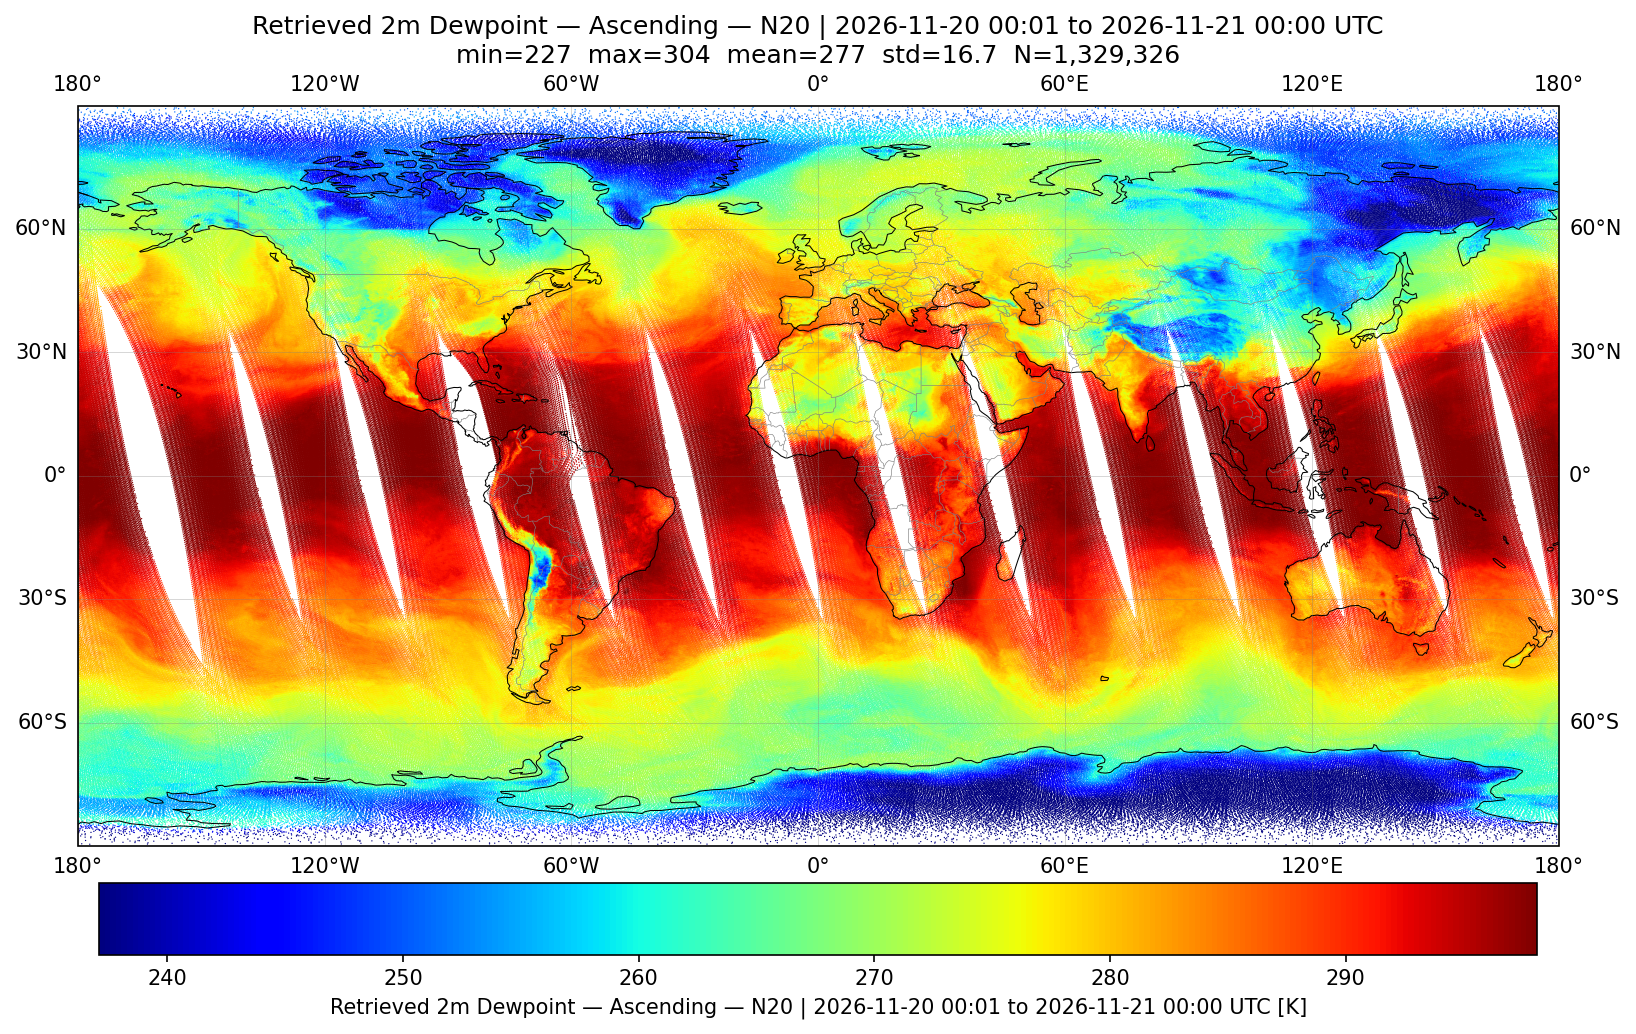 Retrieved 2m Dewpoint — Ascending — N20 | 2026-11-20 00:01 to 2026-11-21 00:00 UTC
min=227 max=304 mean=277 std=16.7 N=1,329,326
180° 120°W 60°W 0° 60°E 120°E 180°
60°N 60°N
30°N 30°N
0° 0°
30°S 30°S
60°S 60°S
180° 120°W 60°W 0° 60°E 120°E 180°
240 250 260 270 280 290
Retrieved 2m Dewpoint — Ascending — N20 | 2026-11-20 00:01 to 2026-11-21 00:00 UTC [K]